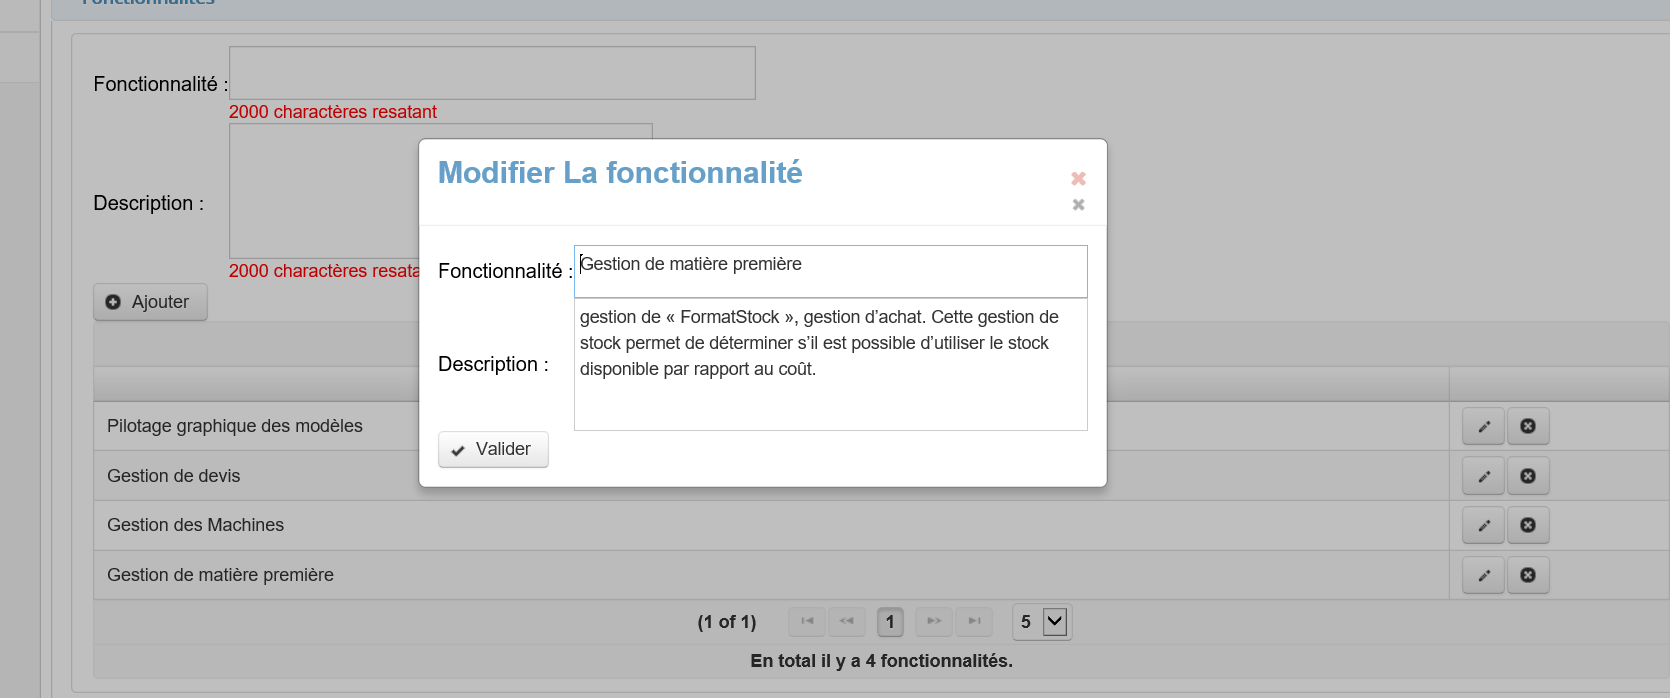 Fonctionnalités
Fonctionnalité :
2000 charactères resatant
Description :
2000 charactères resata
Ajouter
Modifier La fonctionnalité
Fonctionnalité :
Gestion de matière première
Description :
gestion de « FormatStock », gestion d’achat. Cette gestion de
stock permet de déterminer s’il est possible d’utiliser le stock
disponible par rapport au coût.
Valider
Pilotage graphique des modèles
Gestion de devis
Gestion des Machines
Gestion de matière première
(1 of 1) 1 5
En total il y a 4 fonctionnalités.